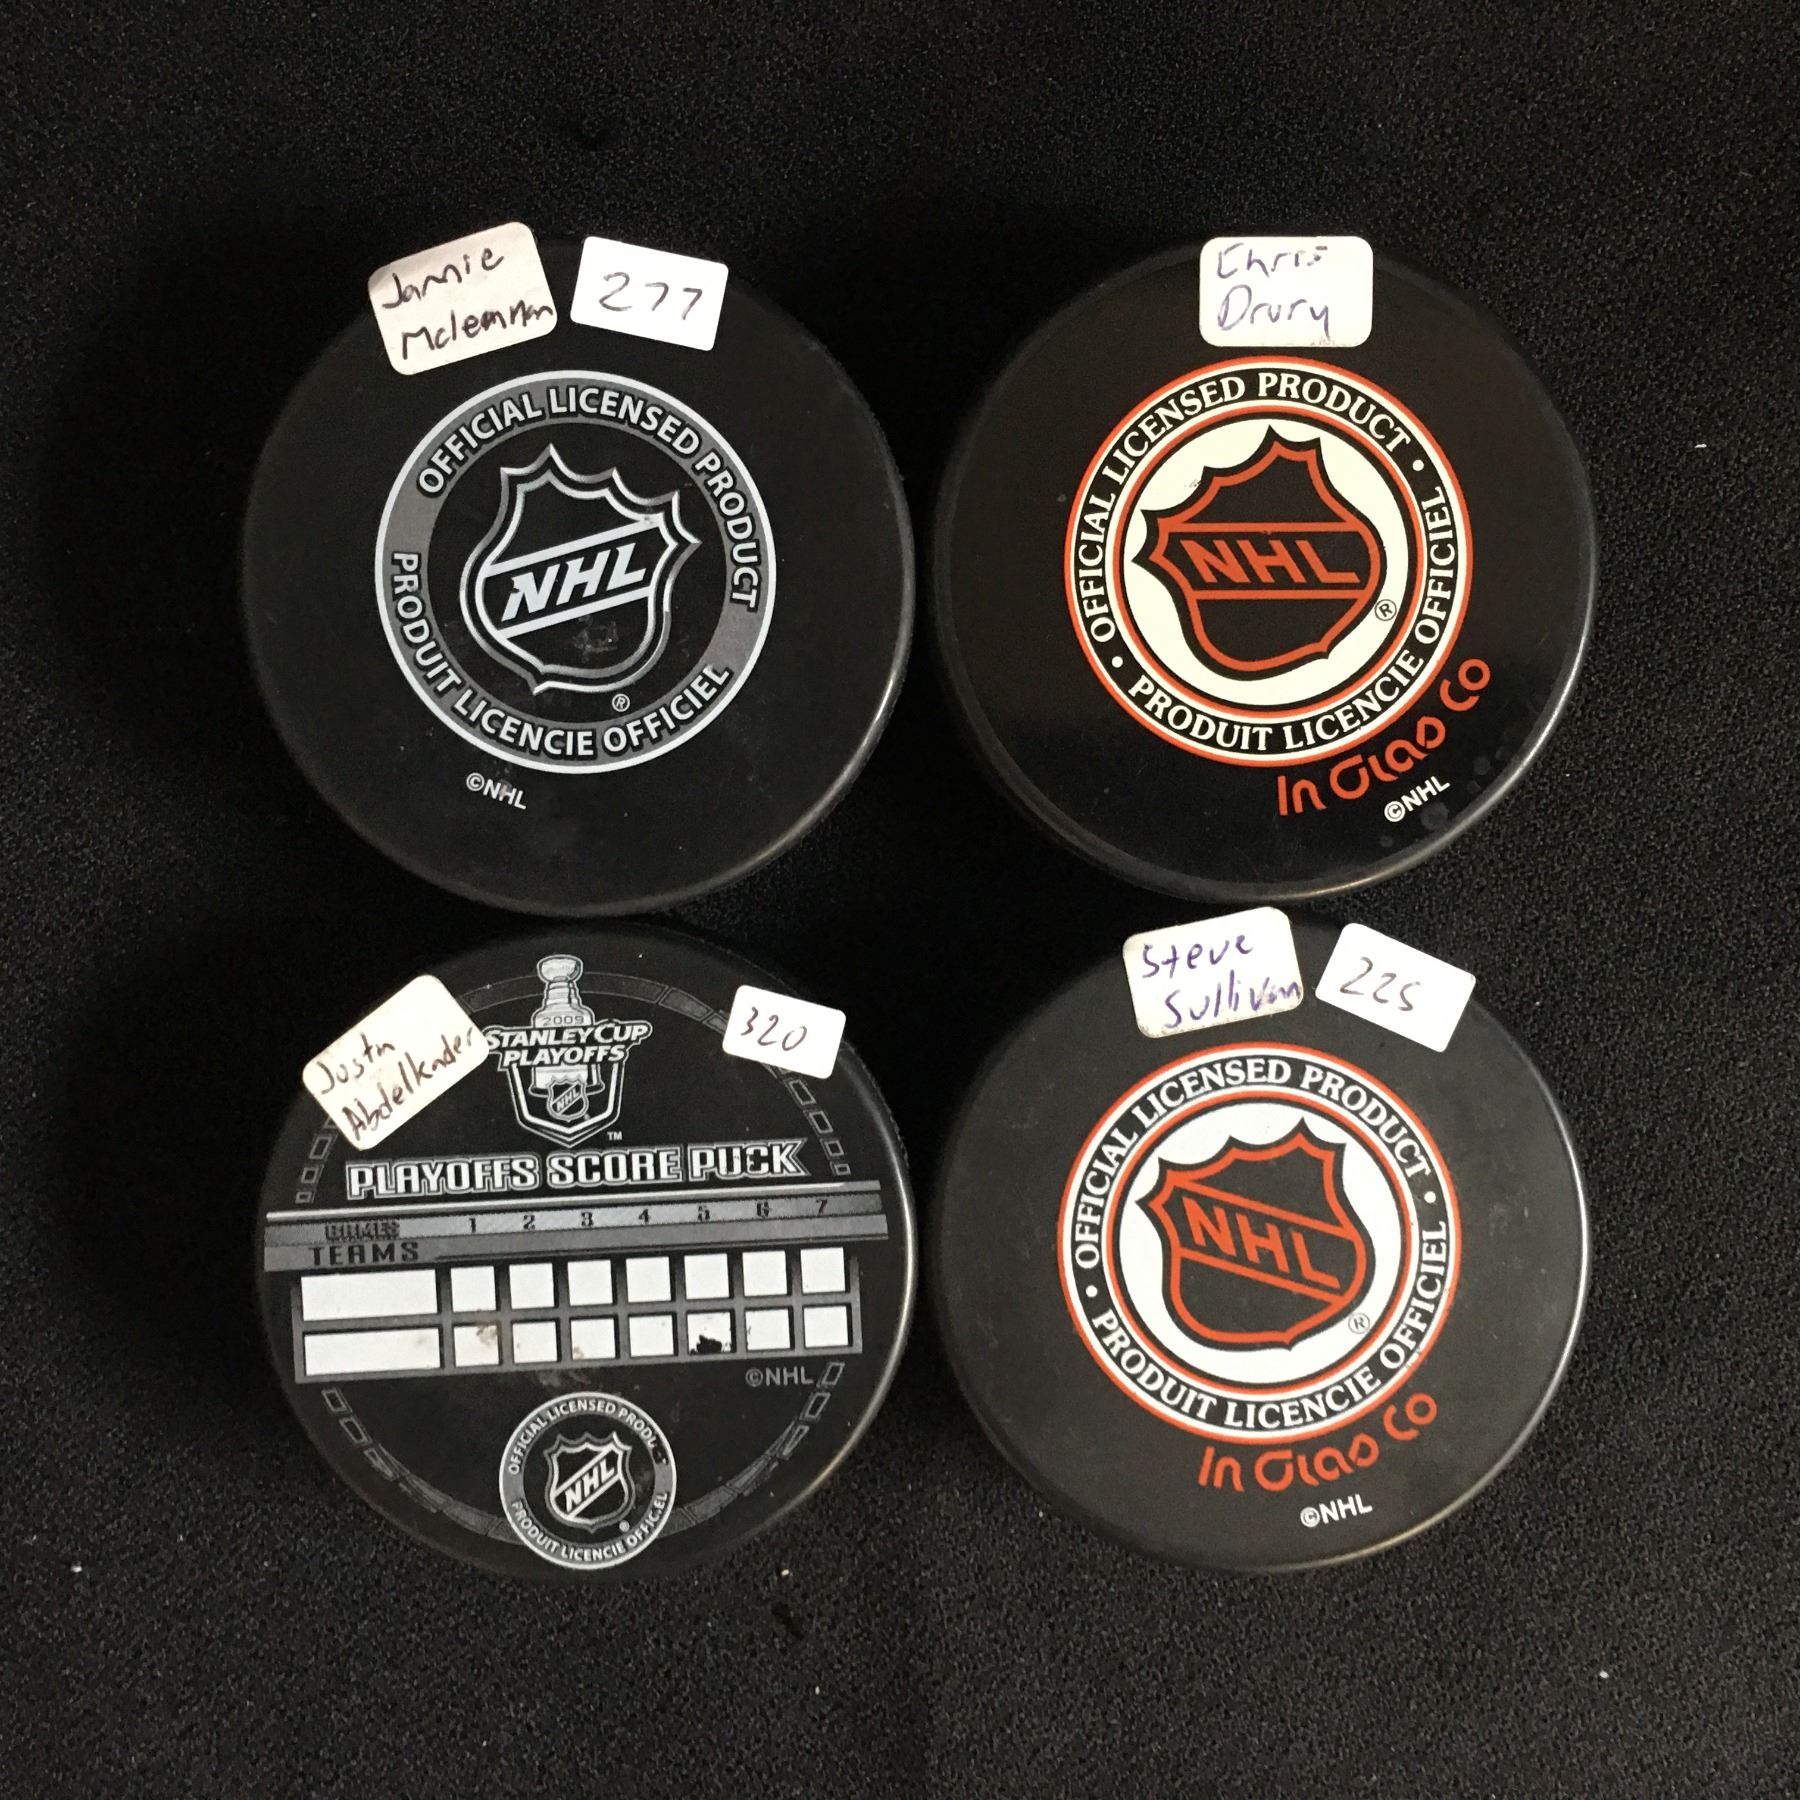 Jamie
Mclennan
277
OFFICIAL LICENSED PRODUCT
NHL
®
PRODUIT LICENCIE OFFICIEL
©NHL
Chris
Drury
OFFICIAL LICENSED PRODUCT
NHL
®
PRODUIT LICENCIE OFFICIEL
In Glas Co
©NHL
Justn
Abdelkader
320
2009
STANLEY CUP
PLAYOFFS
NHL
TM
PLAYOFFS SCORE PUCK
GAMES 1 2 3 4 5 6 7
TEAMS
©NHL
OFFICIAL LICENSED PRODUCT
NHL
®
PRODUIT LICENCIE OFFICIEL
Steve
Sullivan
225
OFFICIAL LICENSED PRODUCT
NHL
®
PRODUIT LICENCIE OFFICIEL
In Glas Co
©NHL